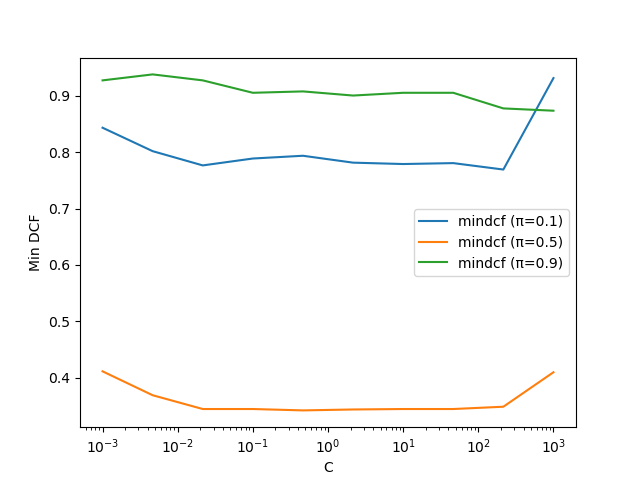 0.9
0.8
0.7
0.6
0.5
0.4
Min DCF
mindcf (π=0.1)
mindcf (π=0.5)
mindcf (π=0.9)
10⁻³ 10⁻² 10⁻¹ 10⁰ 10¹ 10² 10³
C